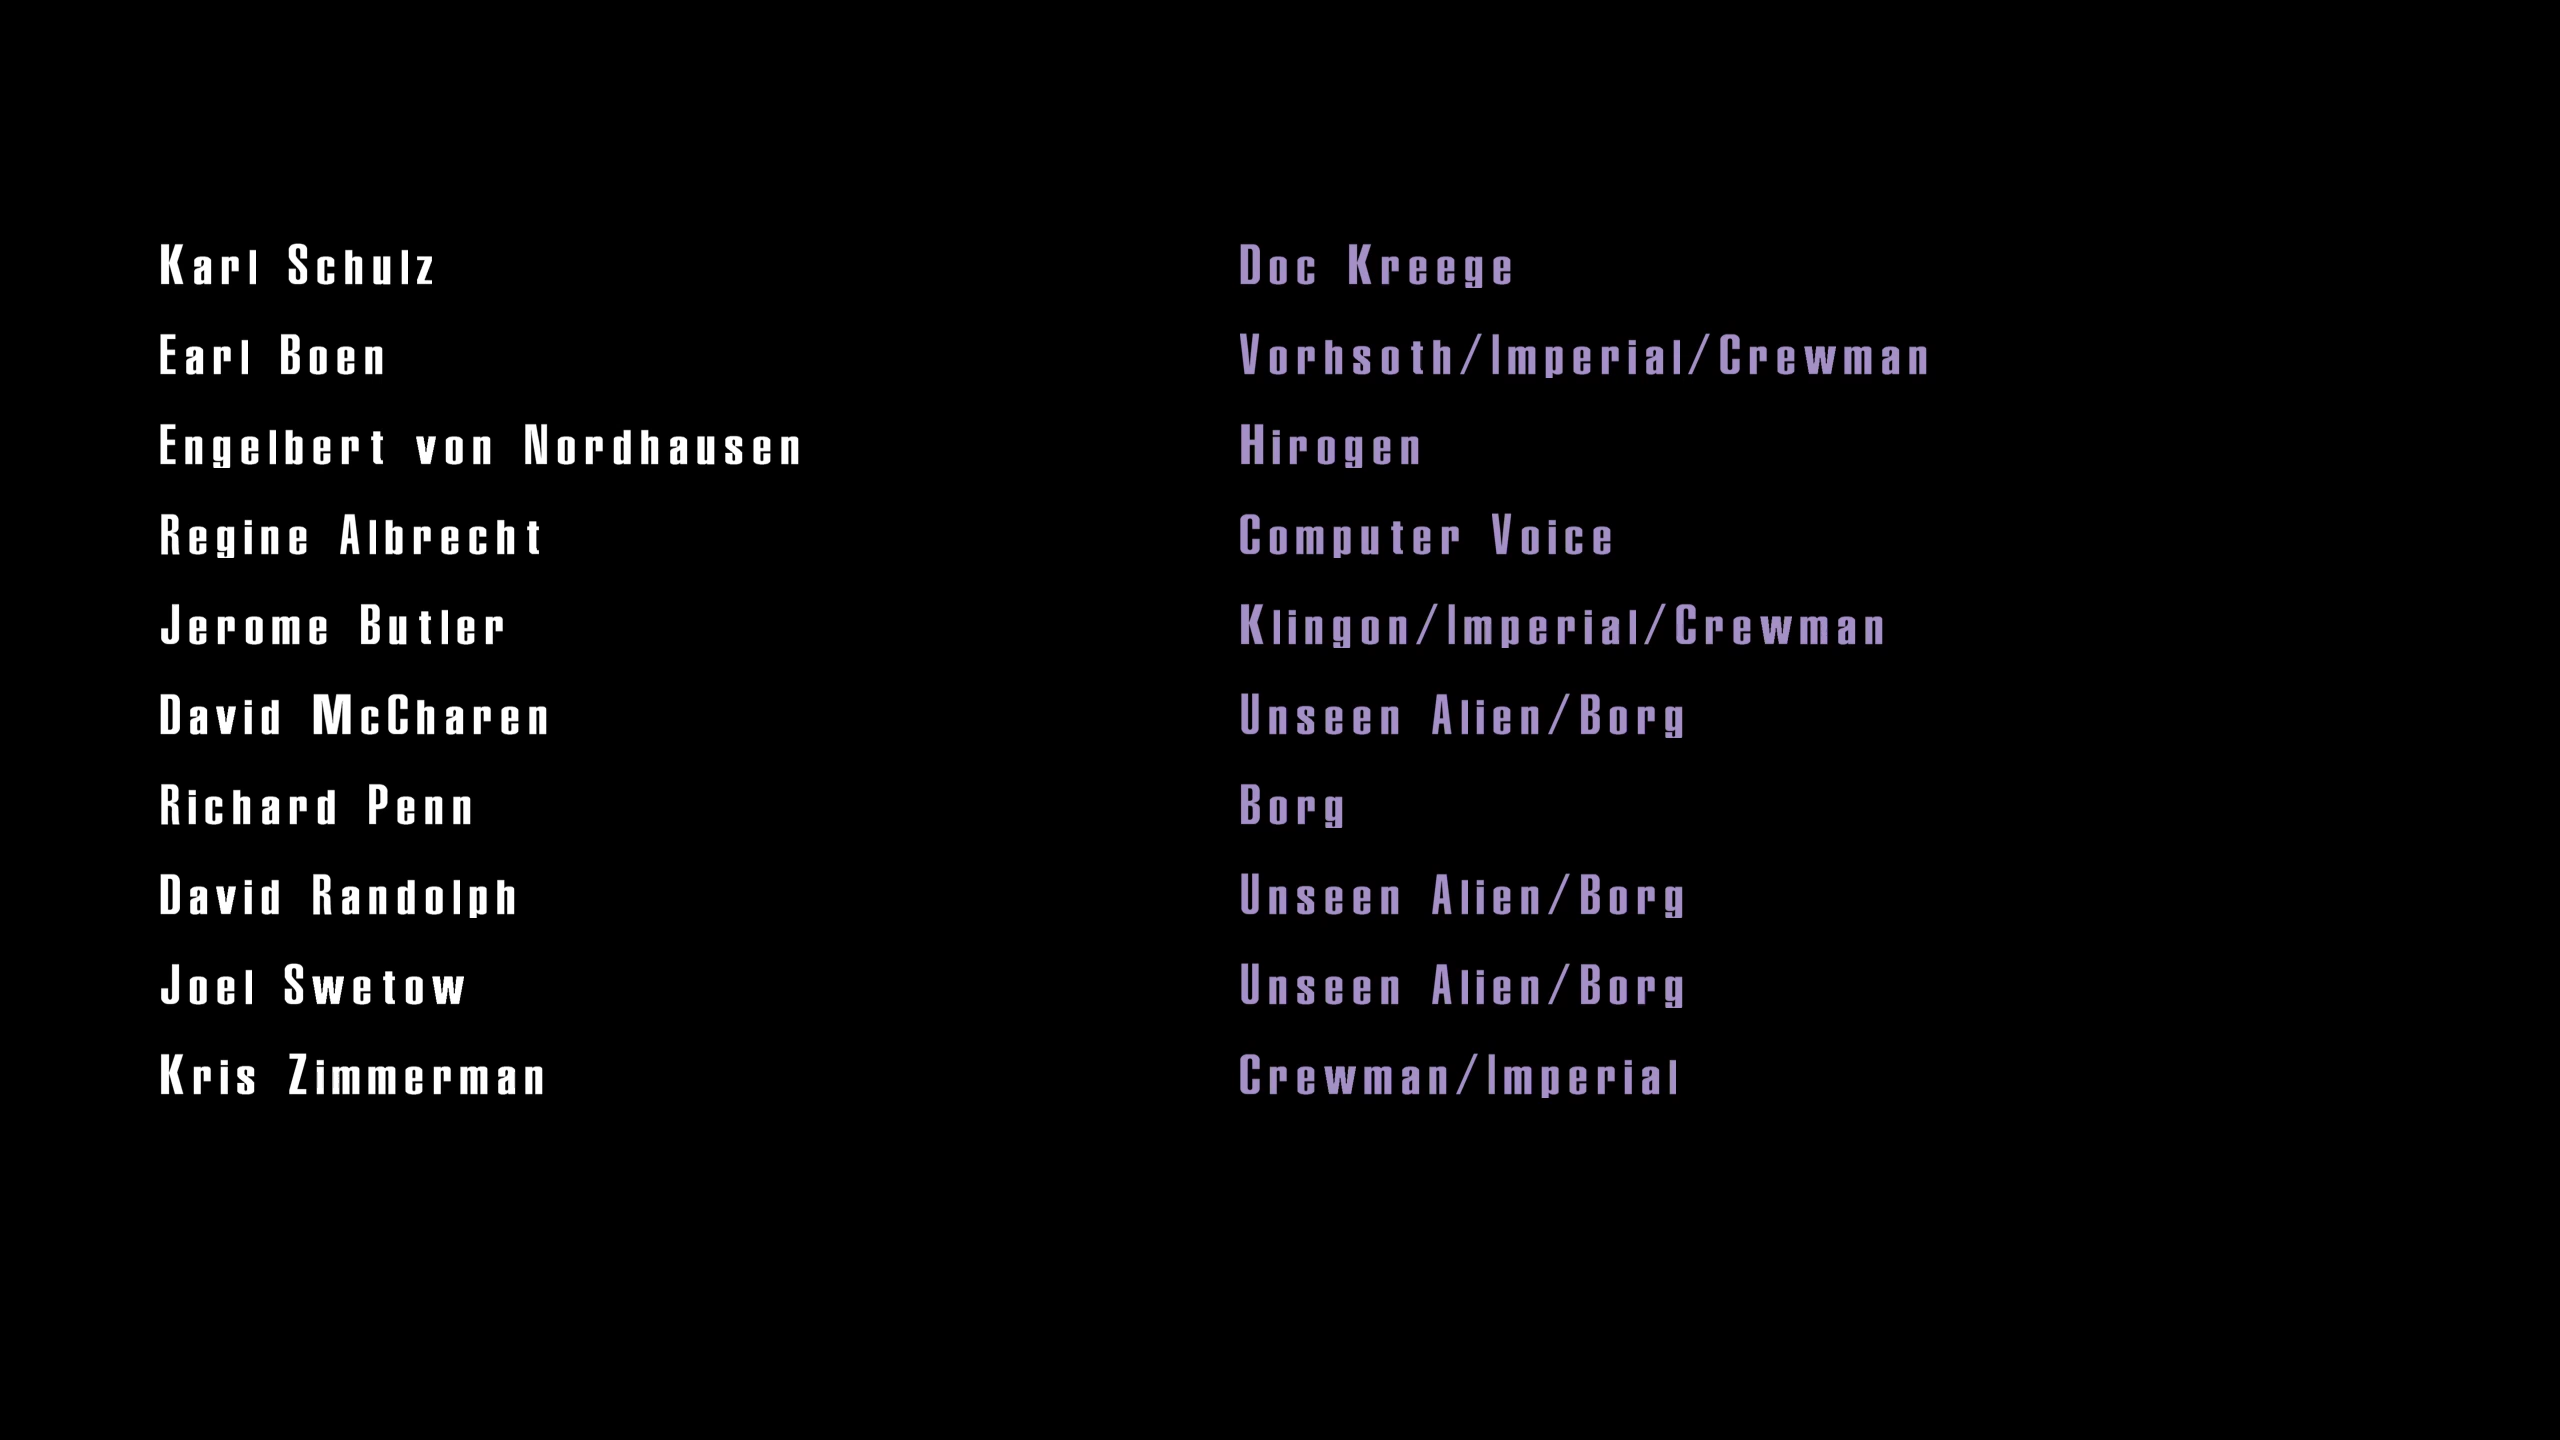 Karl Schulz Doc Kreege
Earl Boen Vorhsoth/Imperial/Crewman
Engelbert von Nordhausen Hirogen
Regine Albrecht Computer Voice
Jerome Butler Klingon/Imperial/Crewman
David McCharen Unseen Alien/Borg
Richard Penn Borg
David Randolph Unseen Alien/Borg
Joel Swetow Unseen Alien/Borg
Kris Zimmerman Crewman/Imperial